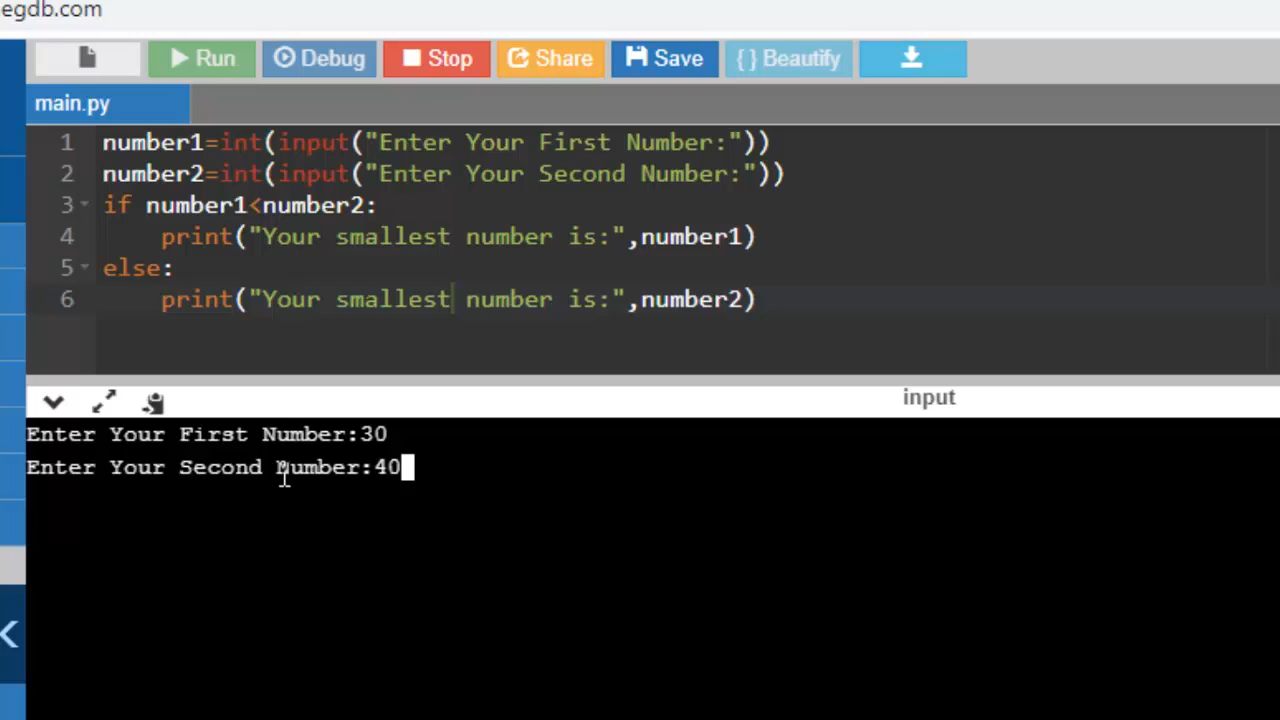 egdb.com
Run Debug Stop Share Save { } Beautify
main.py
1 number1=int(input("Enter Your First Number:"))
2 number2=int(input("Enter Your Second Number:"))
3 if number1<number2:
4 print("Your smallest number is:",number1)
5 else:
6 print("Your smallest number is:",number2)
input
Enter Your First Number:30
Enter Your Second Number:40